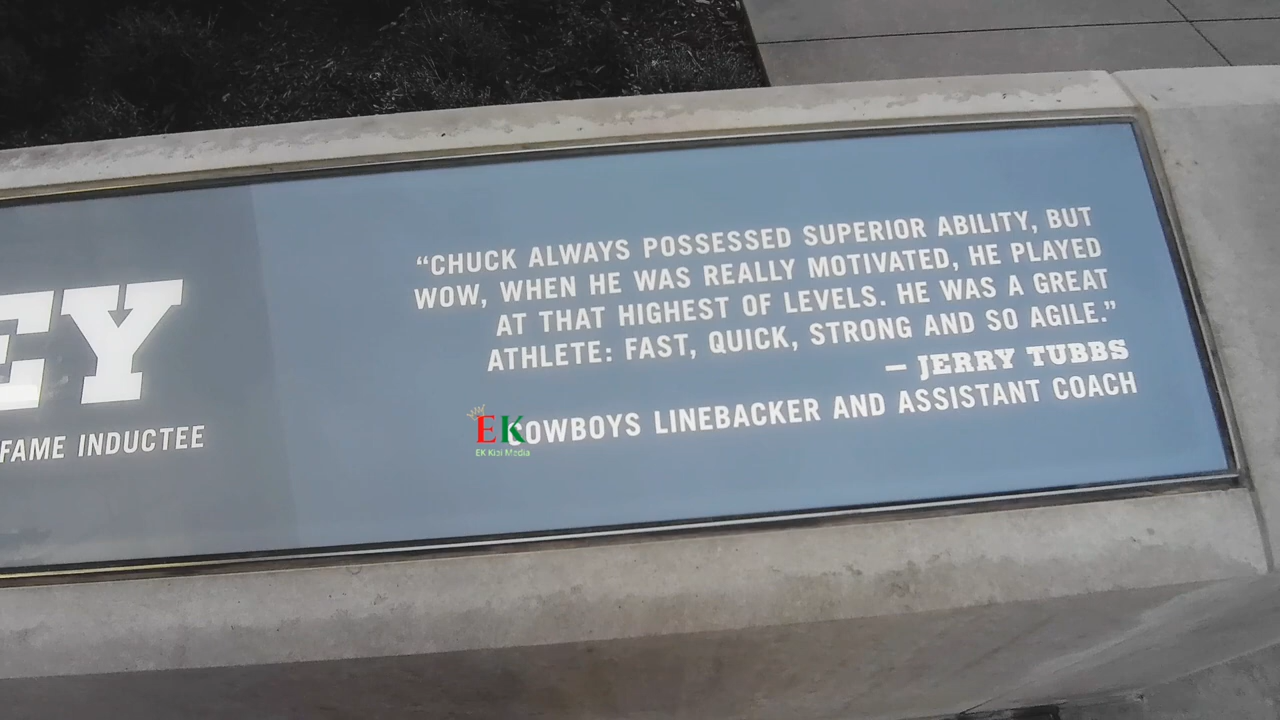 EY
FAME INDUCTEE
“CHUCK ALWAYS POSSESSED SUPERIOR ABILITY, BUT
WOW, WHEN HE WAS REALLY MOTIVATED, HE PLAYED
AT THAT HIGHEST OF LEVELS. HE WAS A GREAT
ATHLETE: FAST, QUICK, STRONG AND SO AGILE.”
— JERRY TUBBS
COWBOYS LINEBACKER AND ASSISTANT COACH
EK
EK Kizi Media